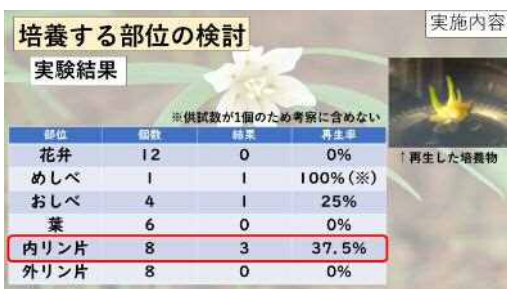 実施内容
培養する部位の検討
実験結果
※供試数が1個のため考察に含めない
部位 個数 結果 再生率
花弁 12 0 0%
めしべ 1 1 100%(※)
おしべ 4 1 25%
葉 6 0 0%
内リン片 8 3 37.5%
外リン片 8 0 0%
↑再生した培養物